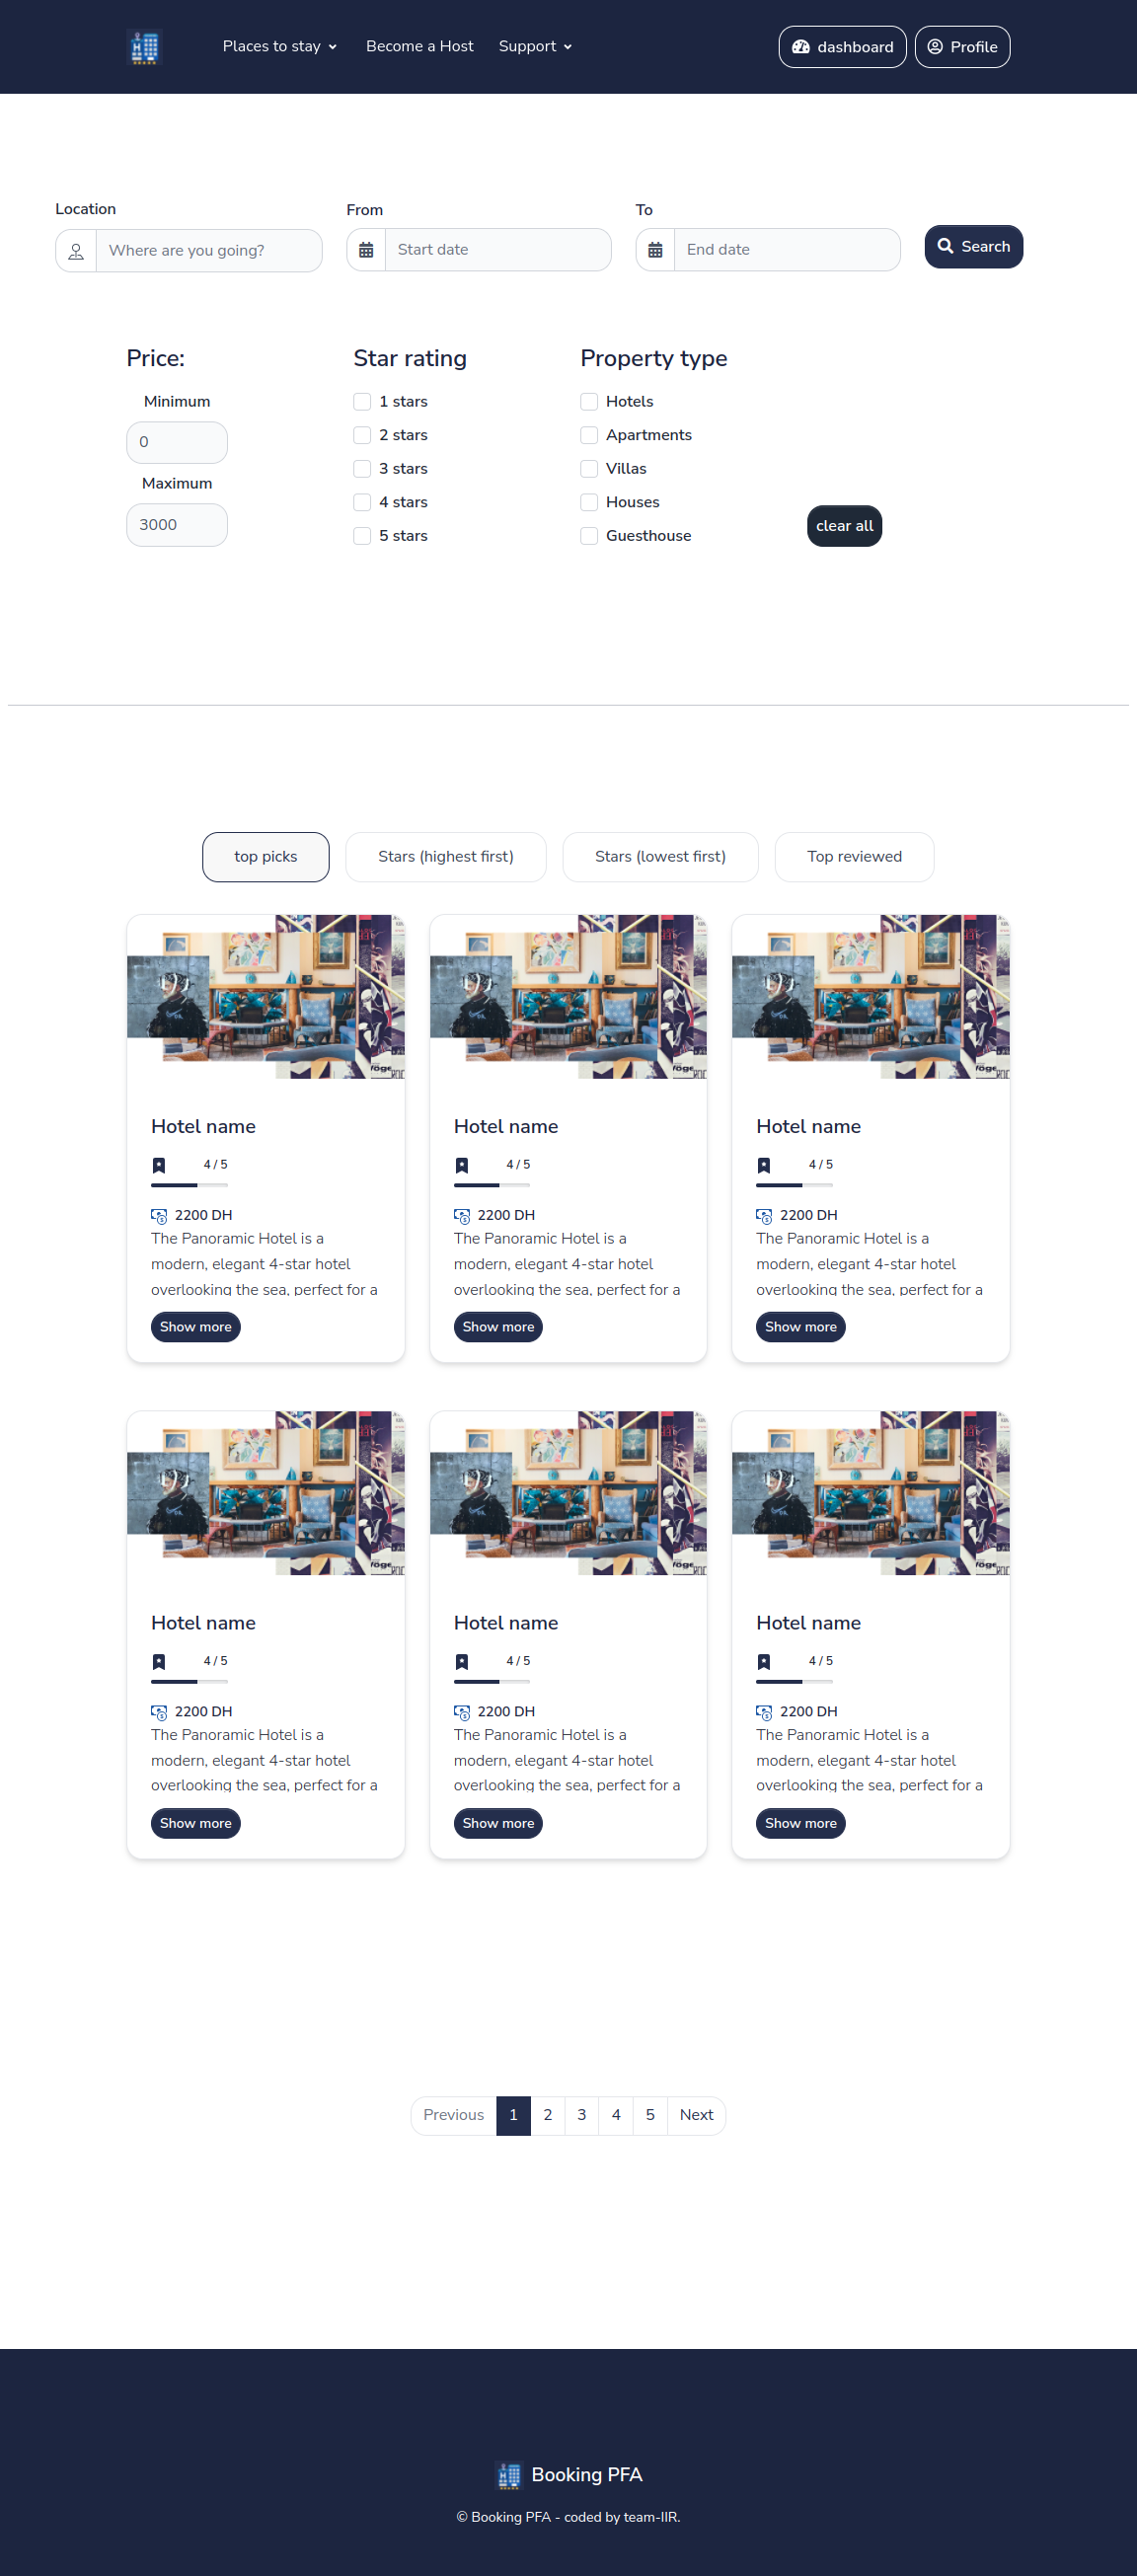 Places to stay Become a Host Support dashboard Profile
Location From To
Where are you going? Start date End date Search
Price: Star rating Property type
Minimum 1 stars Hotels
0 2 stars Apartments
Maximum 3 stars Villas
3000 4 stars Houses
5 stars Guesthouse clear all
top picks Stars (highest first) Stars (lowest first) Top reviewed
Hotel name
4 / 5
2200 DH
The Panoramic Hotel is a
modern, elegant 4-star hotel
overlooking the sea, perfect for a
Show more
Hotel name
4 / 5
2200 DH
The Panoramic Hotel is a
modern, elegant 4-star hotel
overlooking the sea, perfect for a
Show more
Hotel name
4 / 5
2200 DH
The Panoramic Hotel is a
modern, elegant 4-star hotel
overlooking the sea, perfect for a
Show more
Hotel name
4 / 5
2200 DH
The Panoramic Hotel is a
modern, elegant 4-star hotel
overlooking the sea, perfect for a
Show more
Hotel name
4 / 5
2200 DH
The Panoramic Hotel is a
modern, elegant 4-star hotel
overlooking the sea, perfect for a
Show more
Hotel name
4 / 5
2200 DH
The Panoramic Hotel is a
modern, elegant 4-star hotel
overlooking the sea, perfect for a
Show more
Previous 1 2 3 4 5 Next
Booking PFA
© Booking PFA - coded by team-IIR.